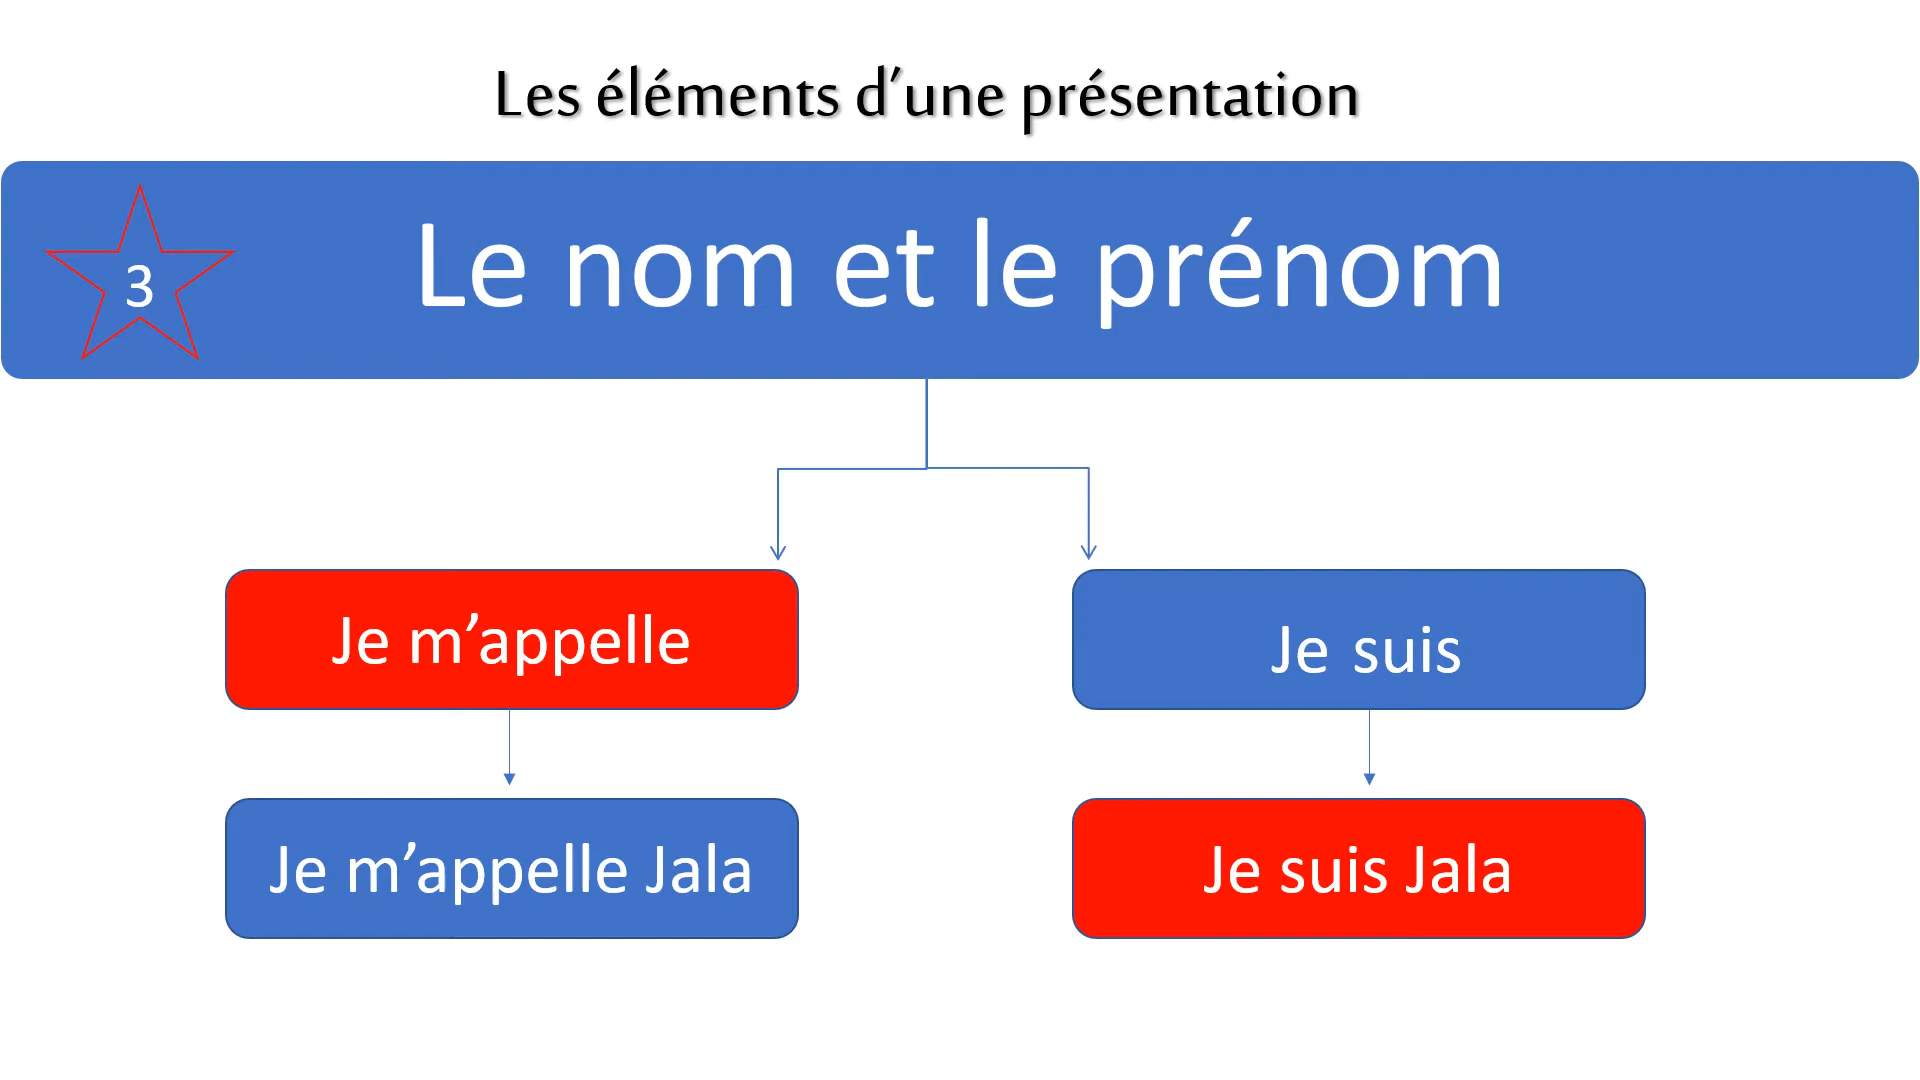 Les éléments d’une présentation
3
Le nom et le prénom
Je m’appelle
Je suis
Je m’appelle Jala
Je suis Jala